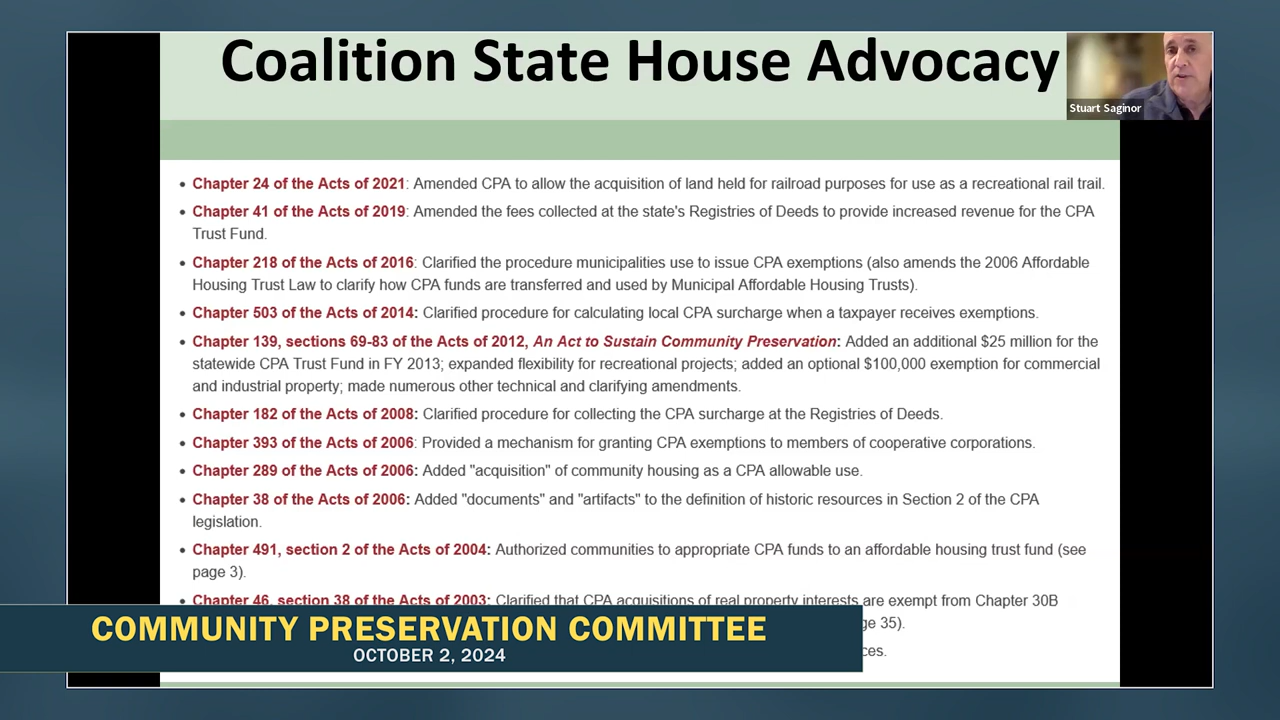 Coalition State House Advocacy
Stuart Saginor
• Chapter 24 of the Acts of 2021: Amended CPA to allow the acquisition of land held for railroad purposes for use as a recreational rail trail.
• Chapter 41 of the Acts of 2019: Amended the fees collected at the state's Registries of Deeds to provide increased revenue for the CPA
Trust Fund.
• Chapter 218 of the Acts of 2016: Clarified the procedure municipalities use to issue CPA exemptions (also amends the 2006 Affordable
Housing Trust Law to clarify how CPA funds are transferred and used by Municipal Affordable Housing Trusts).
• Chapter 503 of the Acts of 2014: Clarified procedure for calculating local CPA surcharge when a taxpayer receives exemptions.
• Chapter 139, sections 69-83 of the Acts of 2012, An Act to Sustain Community Preservation: Added an additional $25 million for the
statewide CPA Trust Fund in FY 2013; expanded flexibility for recreational projects; added an optional $100,000 exemption for commercial
and industrial property; made numerous other technical and clarifying amendments.
• Chapter 182 of the Acts of 2008: Clarified procedure for collecting the CPA surcharge at the Registries of Deeds.
• Chapter 393 of the Acts of 2006: Provided a mechanism for granting CPA exemptions to members of cooperative corporations.
• Chapter 289 of the Acts of 2006: Added "acquisition" of community housing as a CPA allowable use.
• Chapter 38 of the Acts of 2006: Added "documents" and "artifacts" to the definition of historic resources in Section 2 of the CPA
legislation.
• Chapter 491, section 2 of the Acts of 2004: Authorized communities to appropriate CPA funds to an affordable housing trust fund (see
page 3).
• Chapter 46, section 38 of the Acts of 2003: Clarified that CPA acquisitions of real property interests are exempt from Chapter 30B
35).
COMMUNITY PRESERVATION COMMITTEE
OCTOBER 2, 2024